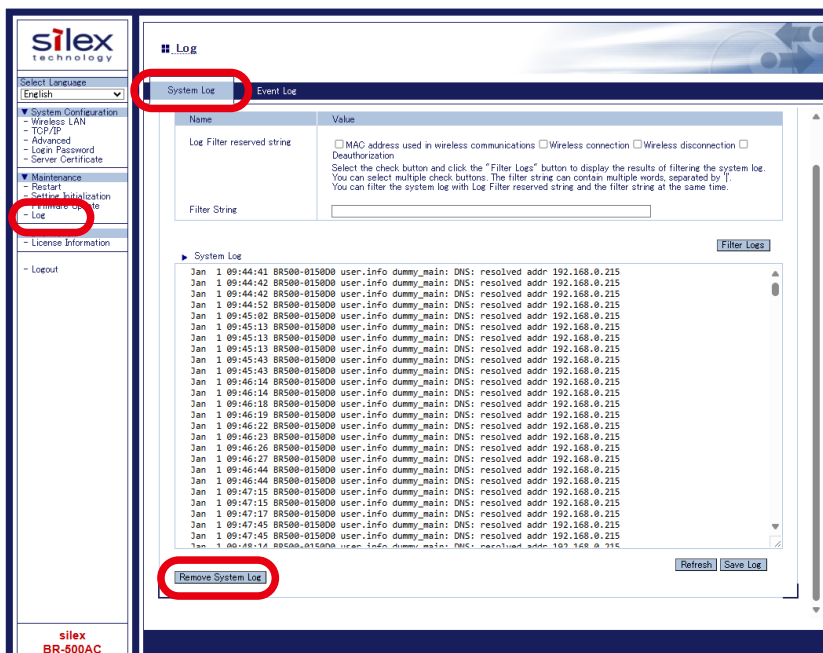 silex
technology
Select Language
English
▼ System Configuration
- Wireless LAN
- TCP/IP
- Advanced
- Login Password
- Server Certificate
▼ Maintenance
- Restart
- Setting Initialization
- Firmware Update
- Log
- License Information
- Logout
silex
BR-500AC
Log
System Log Event Log
Name Value
Log Filter reserved string
MAC address used in wireless communications Wireless connection Wireless disconnection
Deauthorization
Select the check button and click the "Filter Logs" button to display the results of filtering the system log.
You can select multiple check buttons. The filter string can contain multiple words, separated by '|'.
You can filter the system log with Log Filter reserved string and the filter string at the same time.
Filter String
Filter Logs
▶ System Log
Jan 1 09:44:41 BR500-0150D0 user.info dummy_main: DNS: resolved addr 192.168.0.215
Jan 1 09:44:42 BR500-0150D0 user.info dummy_main: DNS: resolved addr 192.168.0.215
Jan 1 09:44:42 BR500-0150D0 user.info dummy_main: DNS: resolved addr 192.168.0.215
Jan 1 09:44:52 BR500-0150D0 user.info dummy_main: DNS: resolved addr 192.168.0.215
Jan 1 09:45:02 BR500-0150D0 user.info dummy_main: DNS: resolved addr 192.168.0.215
Jan 1 09:45:13 BR500-0150D0 user.info dummy_main: DNS: resolved addr 192.168.0.215
Jan 1 09:45:13 BR500-0150D0 user.info dummy_main: DNS: resolved addr 192.168.0.215
Jan 1 09:45:13 BR500-0150D0 user.info dummy_main: DNS: resolved addr 192.168.0.215
Jan 1 09:45:43 BR500-0150D0 user.info dummy_main: DNS: resolved addr 192.168.0.215
Jan 1 09:45:43 BR500-0150D0 user.info dummy_main: DNS: resolved addr 192.168.0.215
Jan 1 09:46:14 BR500-0150D0 user.info dummy_main: DNS: resolved addr 192.168.0.215
Jan 1 09:46:14 BR500-0150D0 user.info dummy_main: DNS: resolved addr 192.168.0.215
Jan 1 09:46:18 BR500-0150D0 user.info dummy_main: DNS: resolved addr 192.168.0.215
Jan 1 09:46:19 BR500-0150D0 user.info dummy_main: DNS: resolved addr 192.168.0.215
Jan 1 09:46:22 BR500-0150D0 user.info dummy_main: DNS: resolved addr 192.168.0.215
Jan 1 09:46:23 BR500-0150D0 user.info dummy_main: DNS: resolved addr 192.168.0.215
Jan 1 09:46:26 BR500-0150D0 user.info dummy_main: DNS: resolved addr 192.168.0.215
Jan 1 09:46:27 BR500-0150D0 user.info dummy_main: DNS: resolved addr 192.168.0.215
Jan 1 09:46:44 BR500-0150D0 user.info dummy_main: DNS: resolved addr 192.168.0.215
Jan 1 09:46:44 BR500-0150D0 user.info dummy_main: DNS: resolved addr 192.168.0.215
Jan 1 09:47:15 BR500-0150D0 user.info dummy_main: DNS: resolved addr 192.168.0.215
Jan 1 09:47:15 BR500-0150D0 user.info dummy_main: DNS: resolved addr 192.168.0.215
Jan 1 09:47:17 BR500-0150D0 user.info dummy_main: DNS: resolved addr 192.168.0.215
Jan 1 09:47:45 BR500-0150D0 user.info dummy_main: DNS: resolved addr 192.168.0.215
Jan 1 09:47:45 BR500-0150D0 user.info dummy_main: DNS: resolved addr 192.168.0.215
Jan 1 09:48:14 BR500-0150D0 user.info dummy_main: DNS: resolved addr 192.168.0.215
Refresh Save Log
Remove System Log